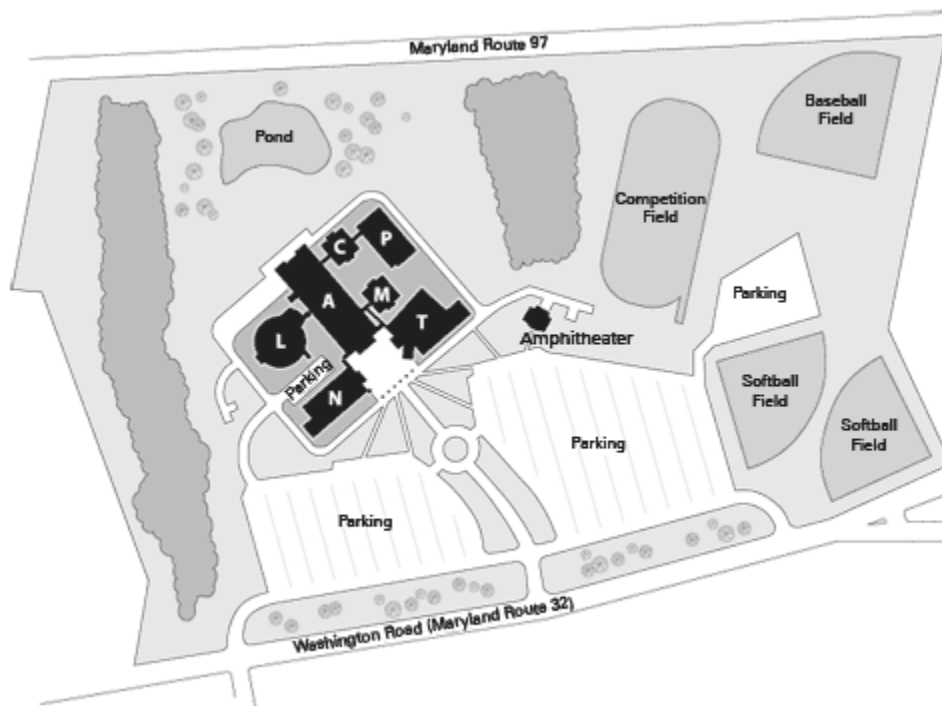 Maryland Route 97
Baseball
Field
Pond
Competition
Field
C
P
A
M
L
T
N
Parking
Parking
Amphitheater
Softball
Field
Softball
Field
Parking
Parking
Washington Road (Maryland Route 32)